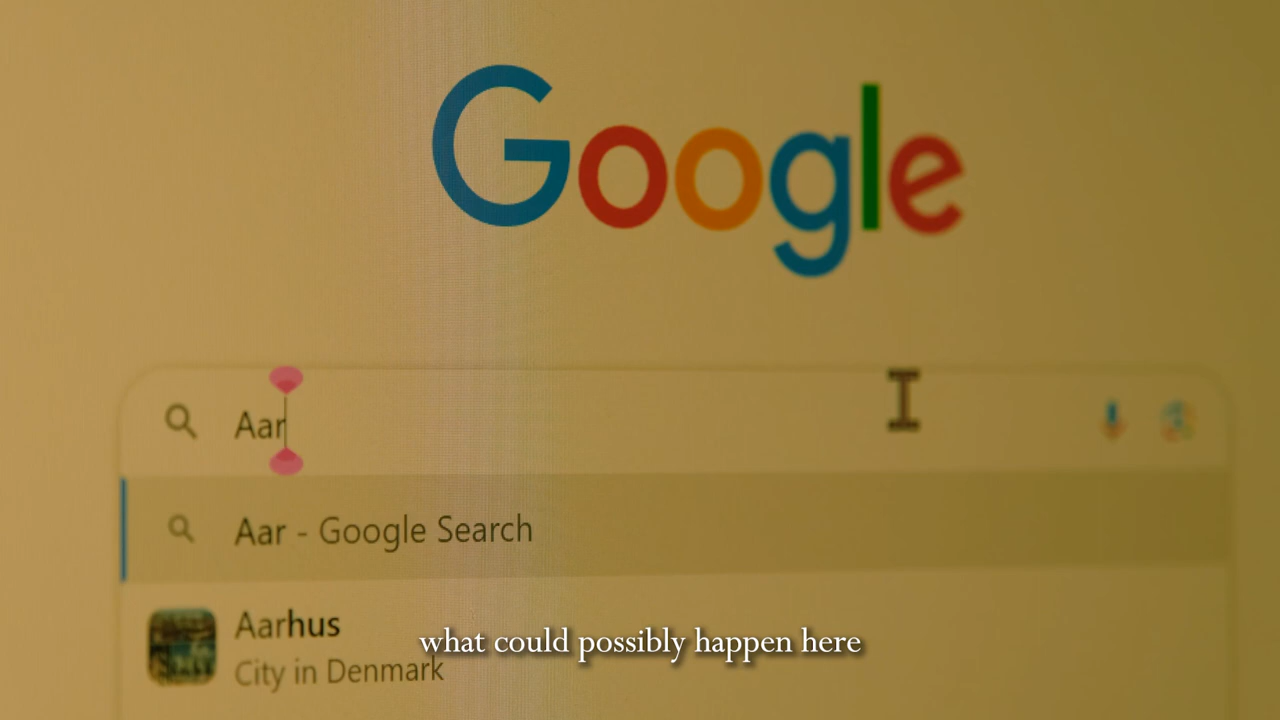 Google
Aar
Aar - Google Search
Aarhus
City in Denmark
what could possibly happen here